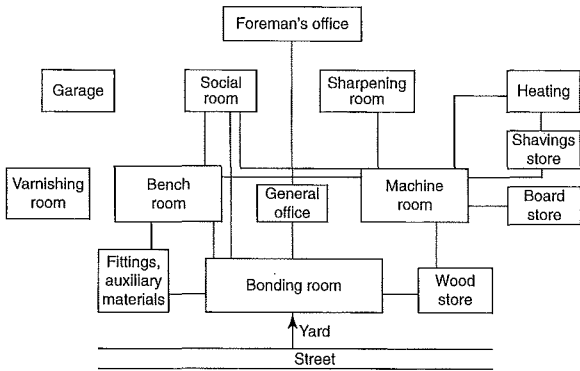 Foreman's office
Garage
Social
room
Sharpening
room
Heating
Shavings
store
Varnishing
room
Bench
room
General
office
Machine
room
Board
store
Fittings,
auxiliary
materials
Bonding room
Wood
store
Yard
Street